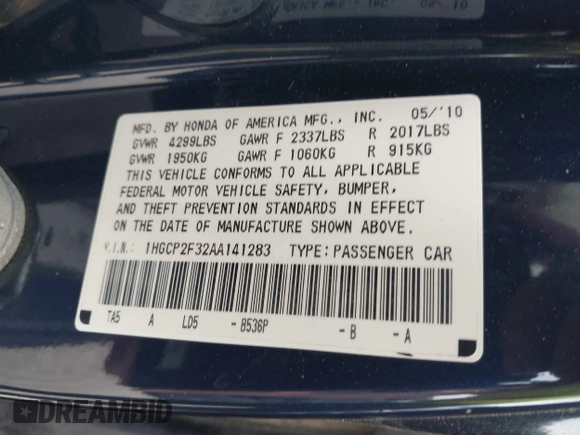 MFD. BY HONDA OF AMERICA MFG., INC. 05/'10
GVWR 4299LBS GAWR F 2337LBS R 2017LBS
GVWR 1950KG GAWR F 1060KG R 915KG
THIS VEHICLE CONFORMS TO ALL APPLICABLE
FEDERAL MOTOR VEHICLE SAFETY, BUMPER,
AND THEFT PREVENTION STANDARDS IN EFFECT
ON THE DATE OF MANUFACTURE SHOWN ABOVE.
V.I.N.: 1HGCP2F32AA141283 TYPE: PASSENGER CAR
TA5 A LD5 - B536P - B - A
DREAMBID